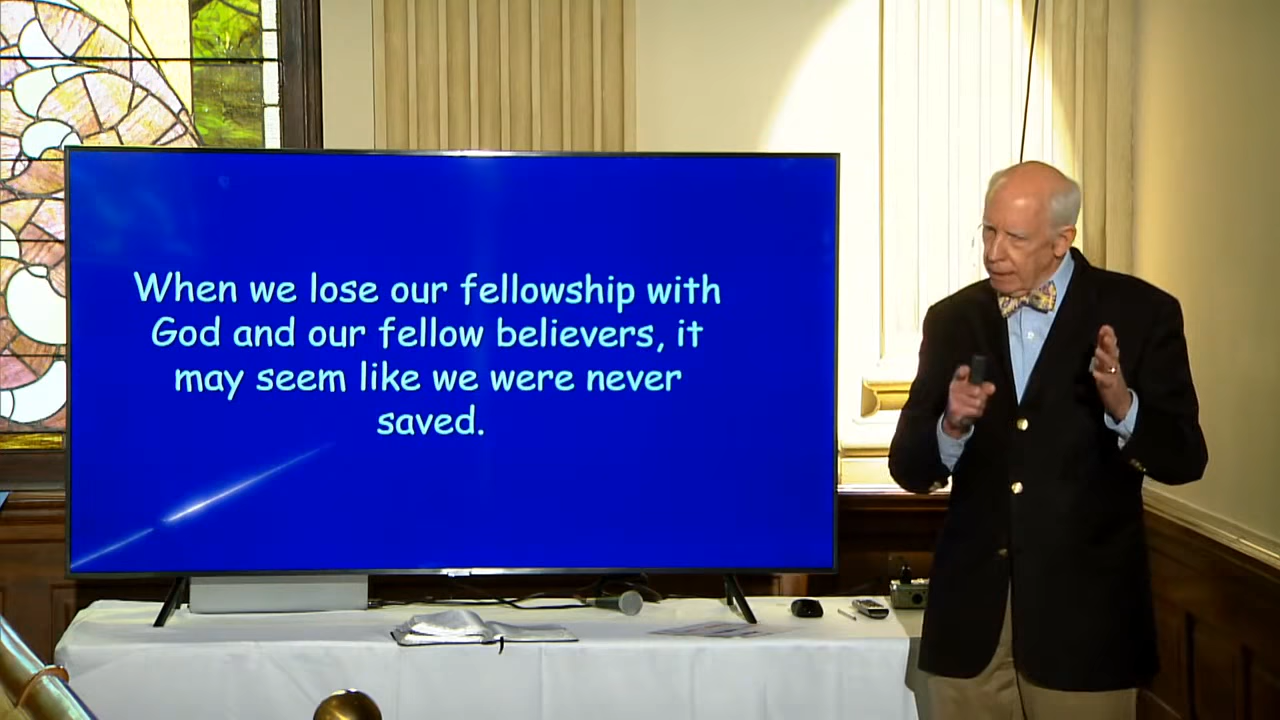 When we lose our fellowship with
God and our fellow believers, it
may seem like we were never
saved.